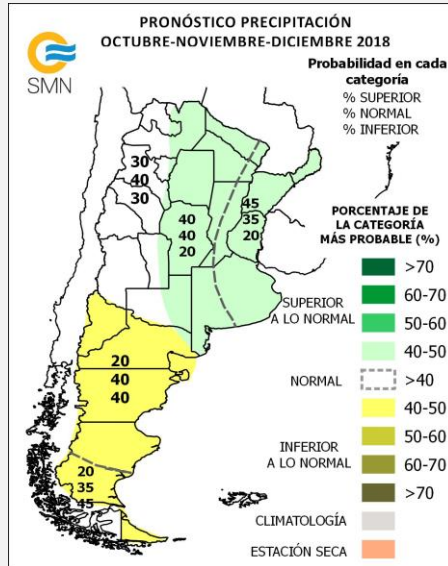 PRONÓSTICO PRECIPITACIÓN
OCTUBRE-NOVIEMBRE-DICIEMBRE 2018
SMN
Probabilidad en cada
categoría
% SUPERIOR
% NORMAL
% INFERIOR
30
40
30
40
40
20
45
35
20
20
40
40
20
35
45
PORCENTAJE DE
LA CATEGORÍA
MÁS PROBABLE (%)
>70
60-70
50-60
SUPERIOR
A LO NORMAL
40-50
NORMAL
>40
40-50
50-60
INFERIOR
A LO NORMAL
60-70
>70
CLIMATOLOGÍA
ESTACIÓN SECA